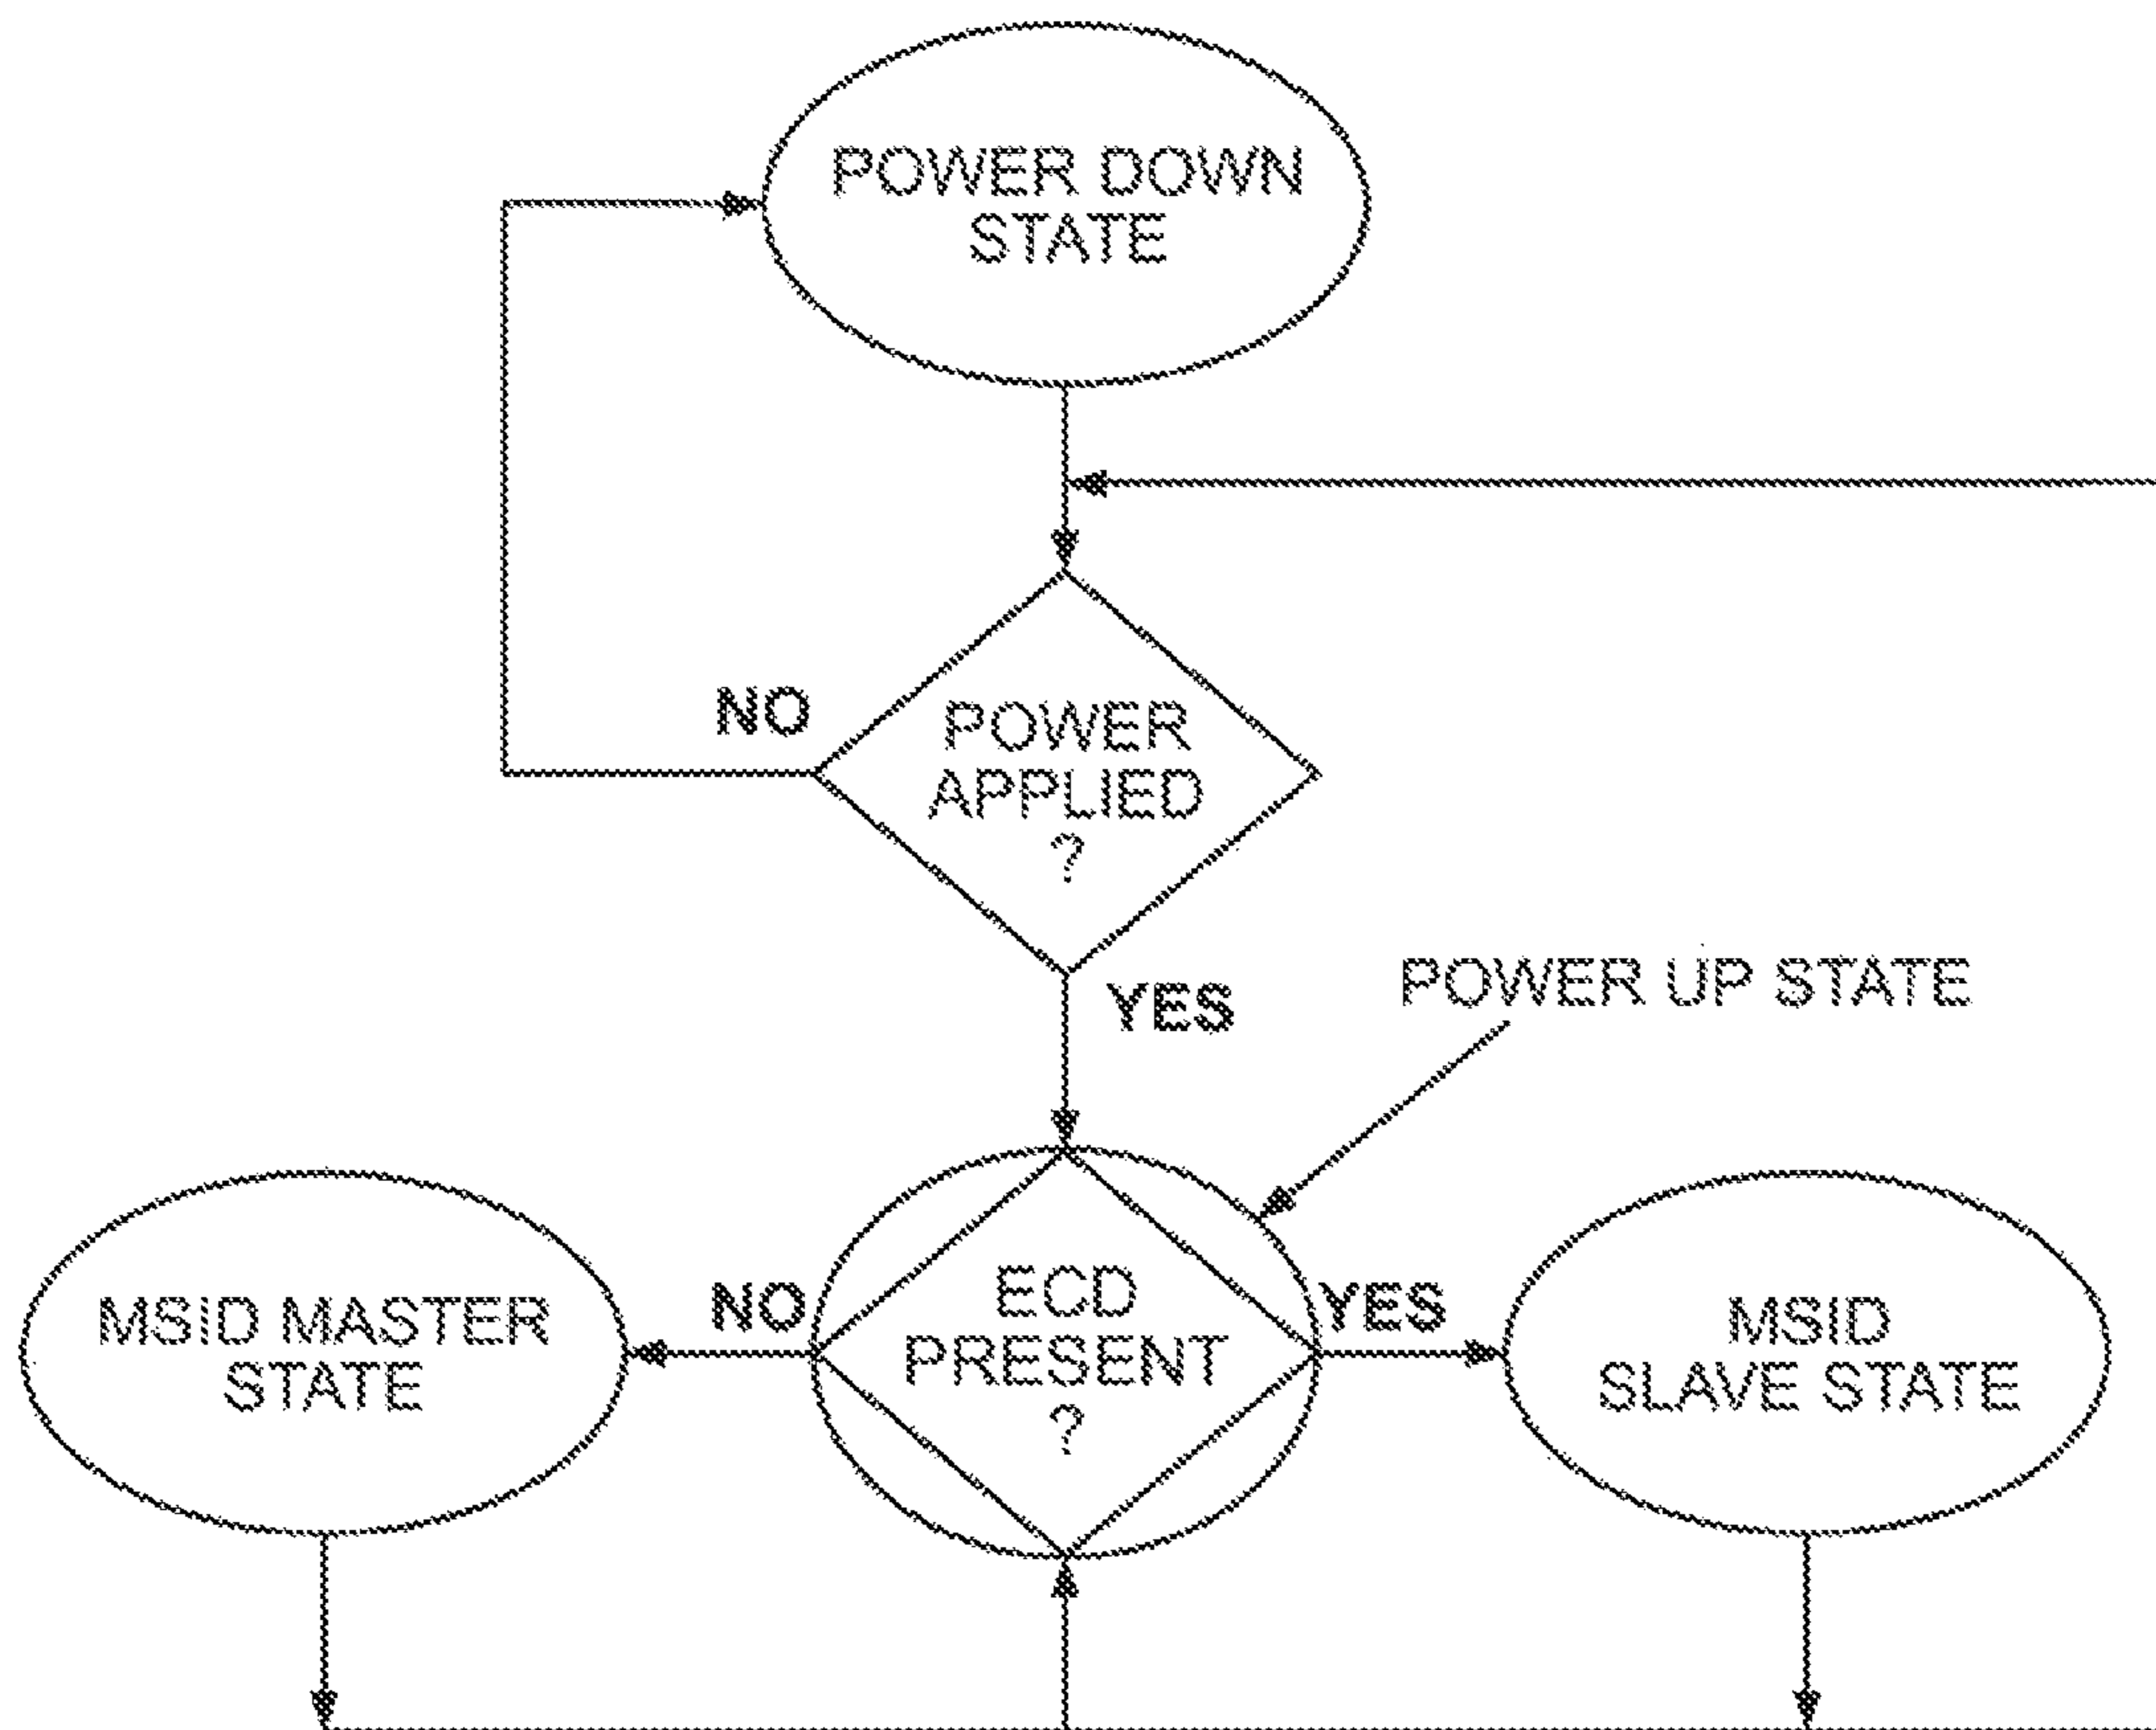 POWER DOWN
STATE
NO
POWER
APPLIED
?
YES
POWER UP STATE
MSID MASTER
STATE
NO
ECD
PRESENT
?
YES
MSID
SLAVE STATE